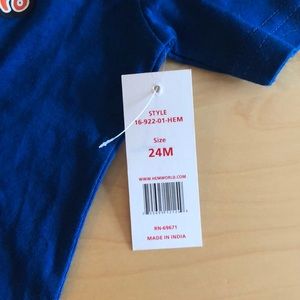 STYLE
16-922-01-HEM
Size
24M
WWW.HEMWORLD.COM
RN-69671
MADE IN INDIA